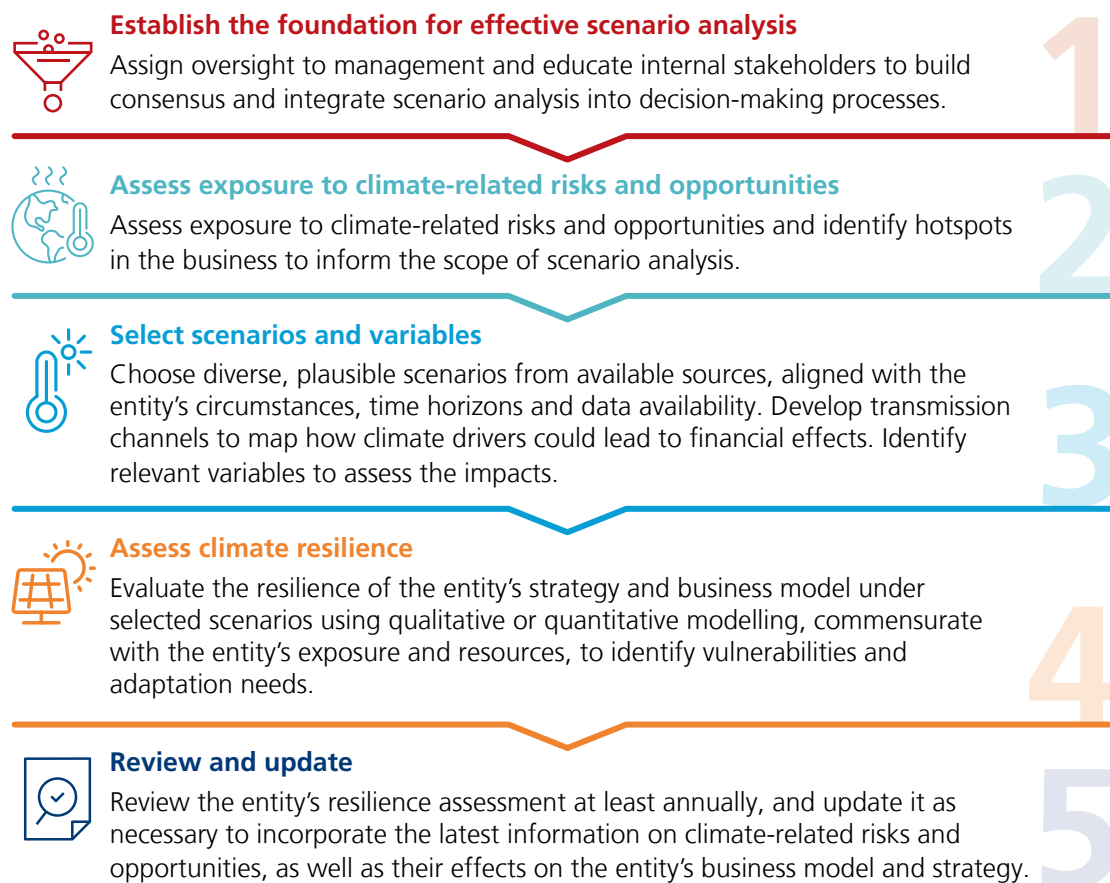 Establish the foundation for effective scenario analysis
Assign oversight to management and educate internal stakeholders to build
consensus and integrate scenario analysis into decision-making processes.
1
Assess exposure to climate-related risks and opportunities
Assess exposure to climate-related risks and opportunities and identify hotspots
in the business to inform the scope of scenario analysis.
2
Select scenarios and variables
Choose diverse, plausible scenarios from available sources, aligned with the
entity’s circumstances, time horizons and data availability. Develop transmission
channels to map how climate drivers could lead to financial effects. Identify
relevant variables to assess the impacts.
3
Assess climate resilience
Evaluate the resilience of the entity’s strategy and business model under
selected scenarios using qualitative or quantitative modelling, commensurate
with the entity’s exposure and resources, to identify vulnerabilities and
adaptation needs.
4
Review and update
Review the entity’s resilience assessment at least annually, and update it as
necessary to incorporate the latest information on climate-related risks and
opportunities, as well as their effects on the entity’s business model and strategy.
5